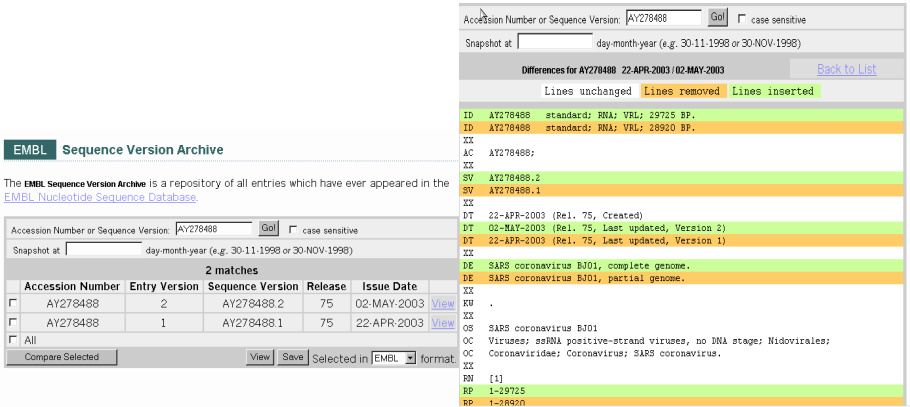 EMBL Sequence Version Archive
The EMBL Sequence Version Archive is a repository of all entries which have ever appeared in the
EMBL Nucleotide Sequence Database.
Accession Number or Sequence Version: AY278488 Go! case sensitive
Snapshot at day-month-year (e.g. 30-11-1998 or 30-NOV-1998)
2 matches
Accession Number Entry Version Sequence Version Release Issue Date
AY278488 2 AY278488.2 75 02-MAY-2003 View
AY278488 1 AY278488.1 75 22-APR-2003 View
All
Compare Selected View Save Selected in EMBL format.
Accession Number or Sequence Version: AY278488 Go! case sensitive
Snapshot at day-month-year (e.g. 30-11-1998 or 30-NOV-1998)
Differences for AY278488 22-APR-2003 / 02-MAY-2003 Back to List
Lines unchanged Lines removed Lines inserted
ID AY278488 standard; RNA; VRL; 29725 BP.
ID AY278488 standard; RNA; VRL; 28920 BP.
XX
AC AY278488;
XX
SV AY278488.2
SV AY278488.1
XX
DT 22-APR-2003 (Rel. 75, Created)
DT 02-MAY-2003 (Rel. 75, Last updated, Version 2)
DT 22-APR-2003 (Rel. 75, Last updated, Version 1)
XX
DE SARS coronavirus BJ01, complete genome.
DE SARS coronavirus BJ01, partial genome.
XX
KW .
XX
OS SARS coronavirus BJ01
OC Viruses; ssRNA positive-strand viruses, no DNA stage; Nidovirales;
OC Coronaviridae; Coronavirus; SARS coronavirus.
XX
RN [1]
RP 1-29725
RP 1-28920